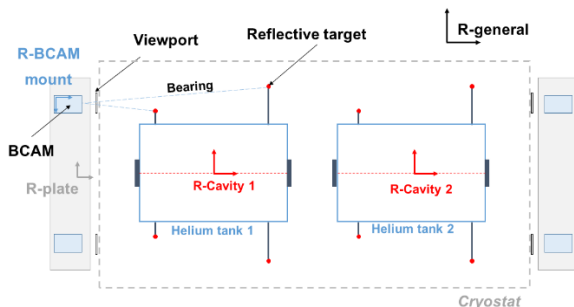 Reflective target
R-general
Viewport
R-BCAM
mount
Bearing
BCAM
R-plate
R-Cavity 1
R-Cavity 2
Helium tank 1
Helium tank 2
Cryostat